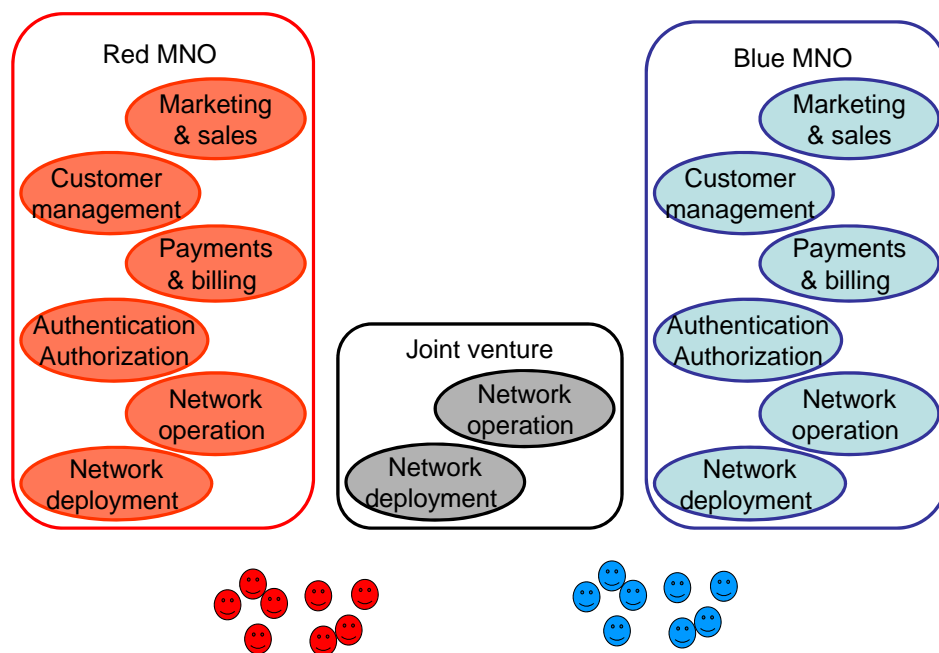 Red MNO
Marketing
& sales
Customer
management
Payments
& billing
Authentication
Authorization
Network
operation
Network
deployment
Joint venture
Network
operation
Network
deployment
Blue MNO
Marketing
& sales
Customer
management
Payments
& billing
Authentication
Authorization
Network
operation
Network
deployment